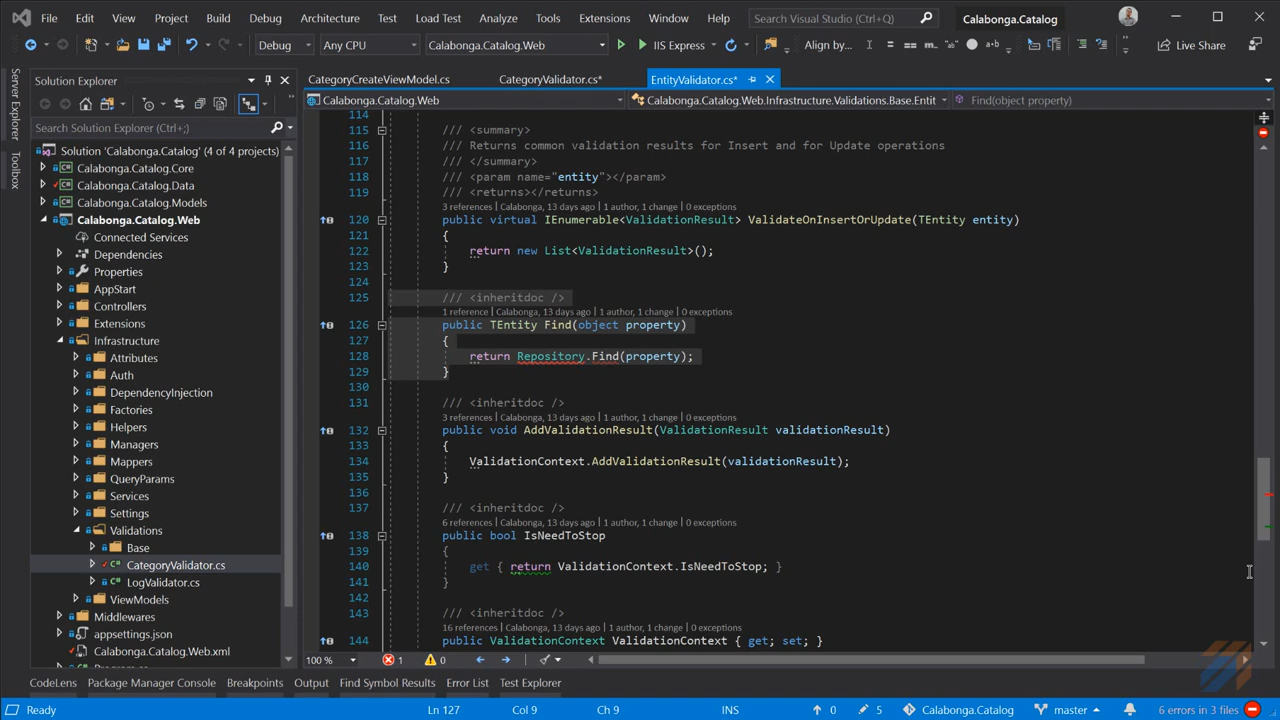 File Edit View Project Build Debug Architecture Test Load Test Analyze Tools Extensions Window Help Search Visual Studio (Ctrl+Q) Calabonga.Catalog
Debug Any CPU Calabonga.Catalog.Web IIS Express Align by... Live Share
Server Explorer
Toolbox
Solution Explorer
Search Solution Explorer (Ctrl+;)
Solution 'Calabonga.Catalog' (4 of 4 projects)
Calabonga.Catalog.Core
Calabonga.Catalog.Data
Calabonga.Catalog.Models
Calabonga.Catalog.Web
Connected Services
Dependencies
Properties
AppStart
Controllers
Extensions
Infrastructure
Attributes
Auth
DependencyInjection
Factories
Helpers
Managers
Mappers
QueryParams
Services
Settings
Validations
Base
CategoryValidator.cs
LogValidator.cs
ViewModels
Middlewares
appsettings.json
Calabonga.Catalog.Web.xml
CategoryCreateViewModel.cs CategoryValidator.cs* EntityValidator.cs*
Calabonga.Catalog.Web Calabonga.Catalog.Web.Infrastructure.Validations.Base.Entit Find(object property)
114
115 /// <summary>
116 /// Returns common validation results for Insert and for Update operations
117 /// </summary>
118 /// <param name="entity"></param>
119 /// <returns></returns>
3 references | Calabonga, 13 days ago | 1 author, 1 change | 0 exceptions
120 public virtual IEnumerable<ValidationResult> ValidateOnInsertOrUpdate(TEntity entity)
121 {
122 return new List<ValidationResult>();
123 }
124
125 /// <inheritdoc />
1 reference | Calabonga, 13 days ago | 1 author, 1 change | 0 exceptions
126 public TEntity Find(object property)
127 {
128 return Repository.Find(property);
129 }
130
131 /// <inheritdoc />
3 references | Calabonga, 13 days ago | 1 author, 1 change | 0 exceptions
132 public void AddValidationResult(ValidationResult validationResult)
133 {
134 ValidationContext.AddValidationResult(validationResult);
135 }
136
137 /// <inheritdoc />
6 references | Calabonga, 13 days ago | 1 author, 1 change | 0 exceptions
138 public bool IsNeedToStop
139 {
140 get { return ValidationContext.IsNeedToStop; }
141 }
142
143 /// <inheritdoc />
16 references | Calabonga, 13 days ago | 1 author, 1 change | 0 exceptions
144 public ValidationContext ValidationContext { get; set; }
100 % 1 0
CodeLens Package Manager Console Breakpoints Output Find Symbol Results Error List Test Explorer
Ready Ln 127 Col 9 Ch 9 INS 0 5 Calabonga.Catalog master 6 errors in 3 files